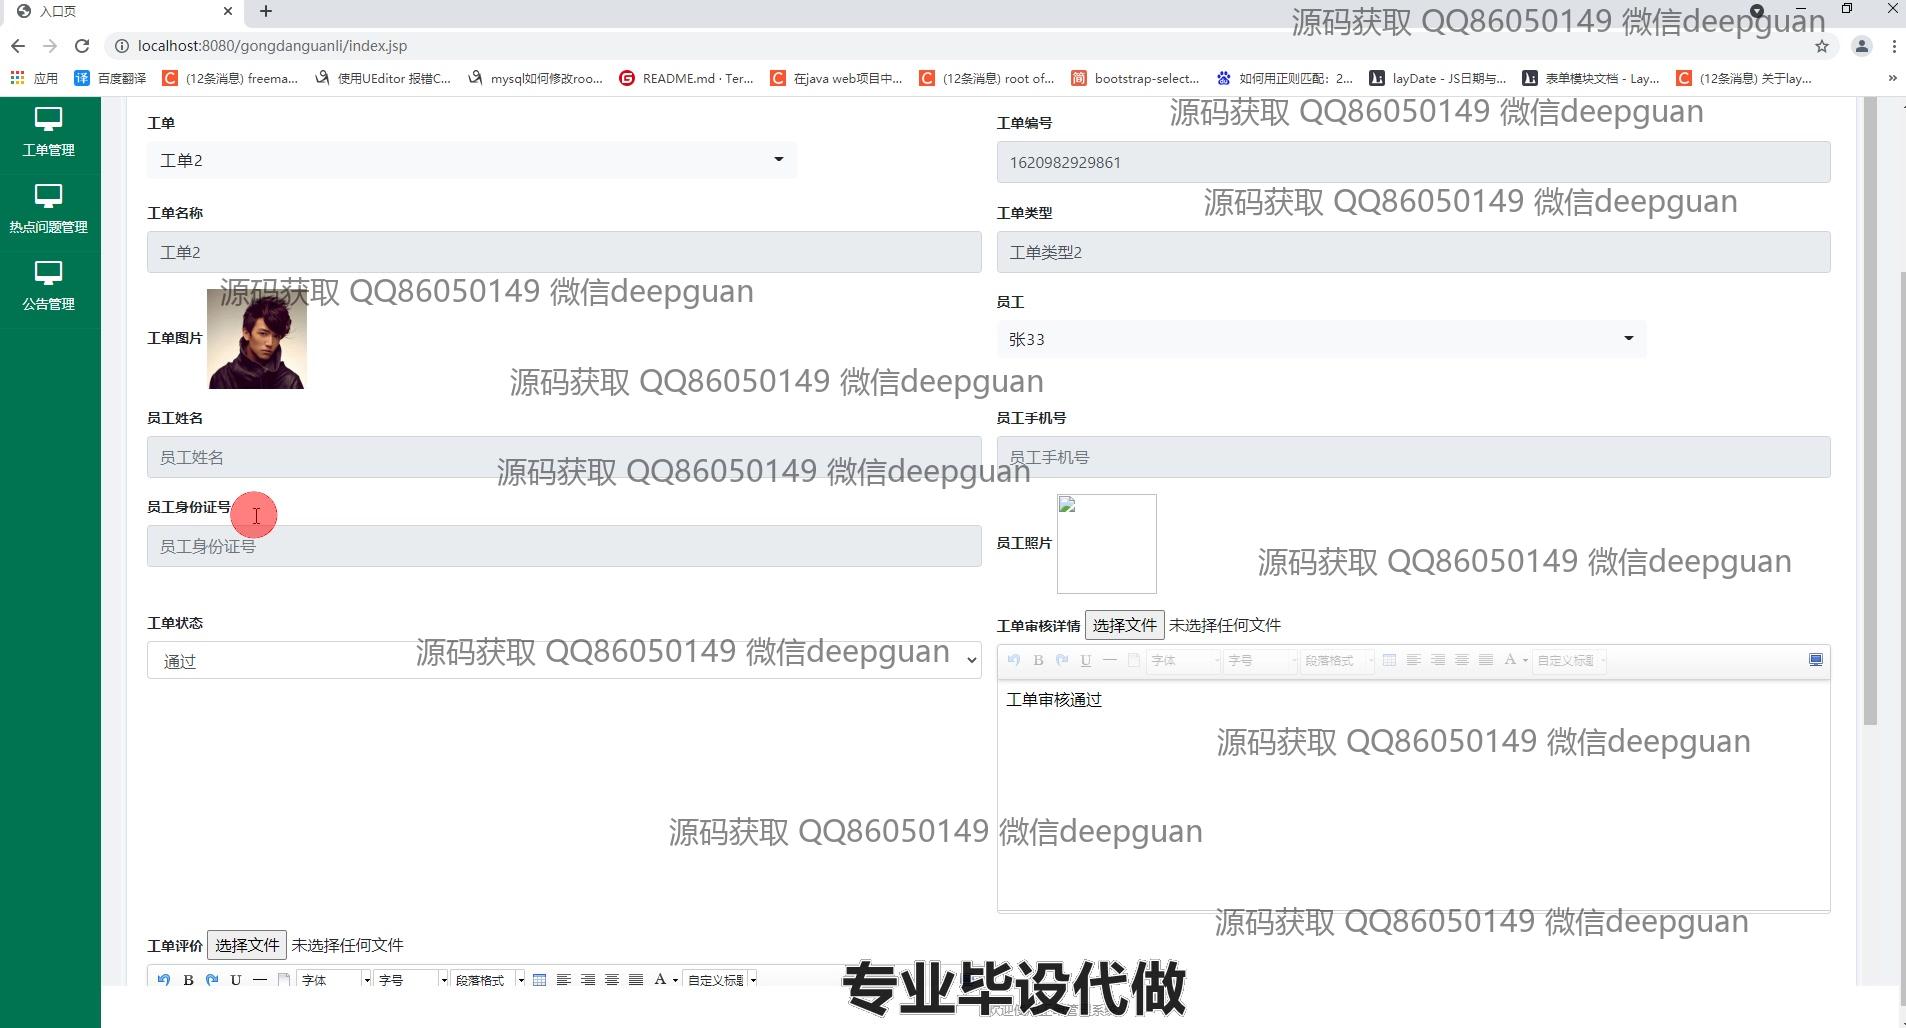 入口页
源码获取 QQ86050149 微信deepguan
localhost:8080/gongdanguanli/index.jsp
应用 百度翻译 (12条消息) freema... 使用UEditor 报错C... mysql如何修改roo... README.md · Ter... 在java web项目中... (12条消息) root of... bootstrap-select... 如何用正则匹配：2... layDate - JS日期与... 表单模块文档 - Lay... (12条消息) 关于lay...
源码获取 QQ86050149 微信deepguan
工单管理
热点问题管理
公告管理
工单
工单2
工单编号
1620982929861
源码获取 QQ86050149 微信deepguan
工单名称
工单2
工单类型
工单类型2
源码获取 QQ86050149 微信deepguan
工单图片
员工
张33
源码获取 QQ86050149 微信deepguan
员工姓名
员工姓名
员工手机号
员工手机号
源码获取 QQ86050149 微信deepguan
员工身份证号
员工身份证号
员工照片
源码获取 QQ86050149 微信deepguan
工单状态
通过
源码获取 QQ86050149 微信deepguan
工单审核详情 选择文件 未选择任何文件
B U 字体 字号 段落格式 A 自定义标题
工单审核通过
源码获取 QQ86050149 微信deepguan
源码获取 QQ86050149 微信deepguan
源码获取 QQ86050149 微信deepguan
工单评价 选择文件 未选择任何文件
B U 字体 字号 段落格式 A 自定义标题
专业毕设代做